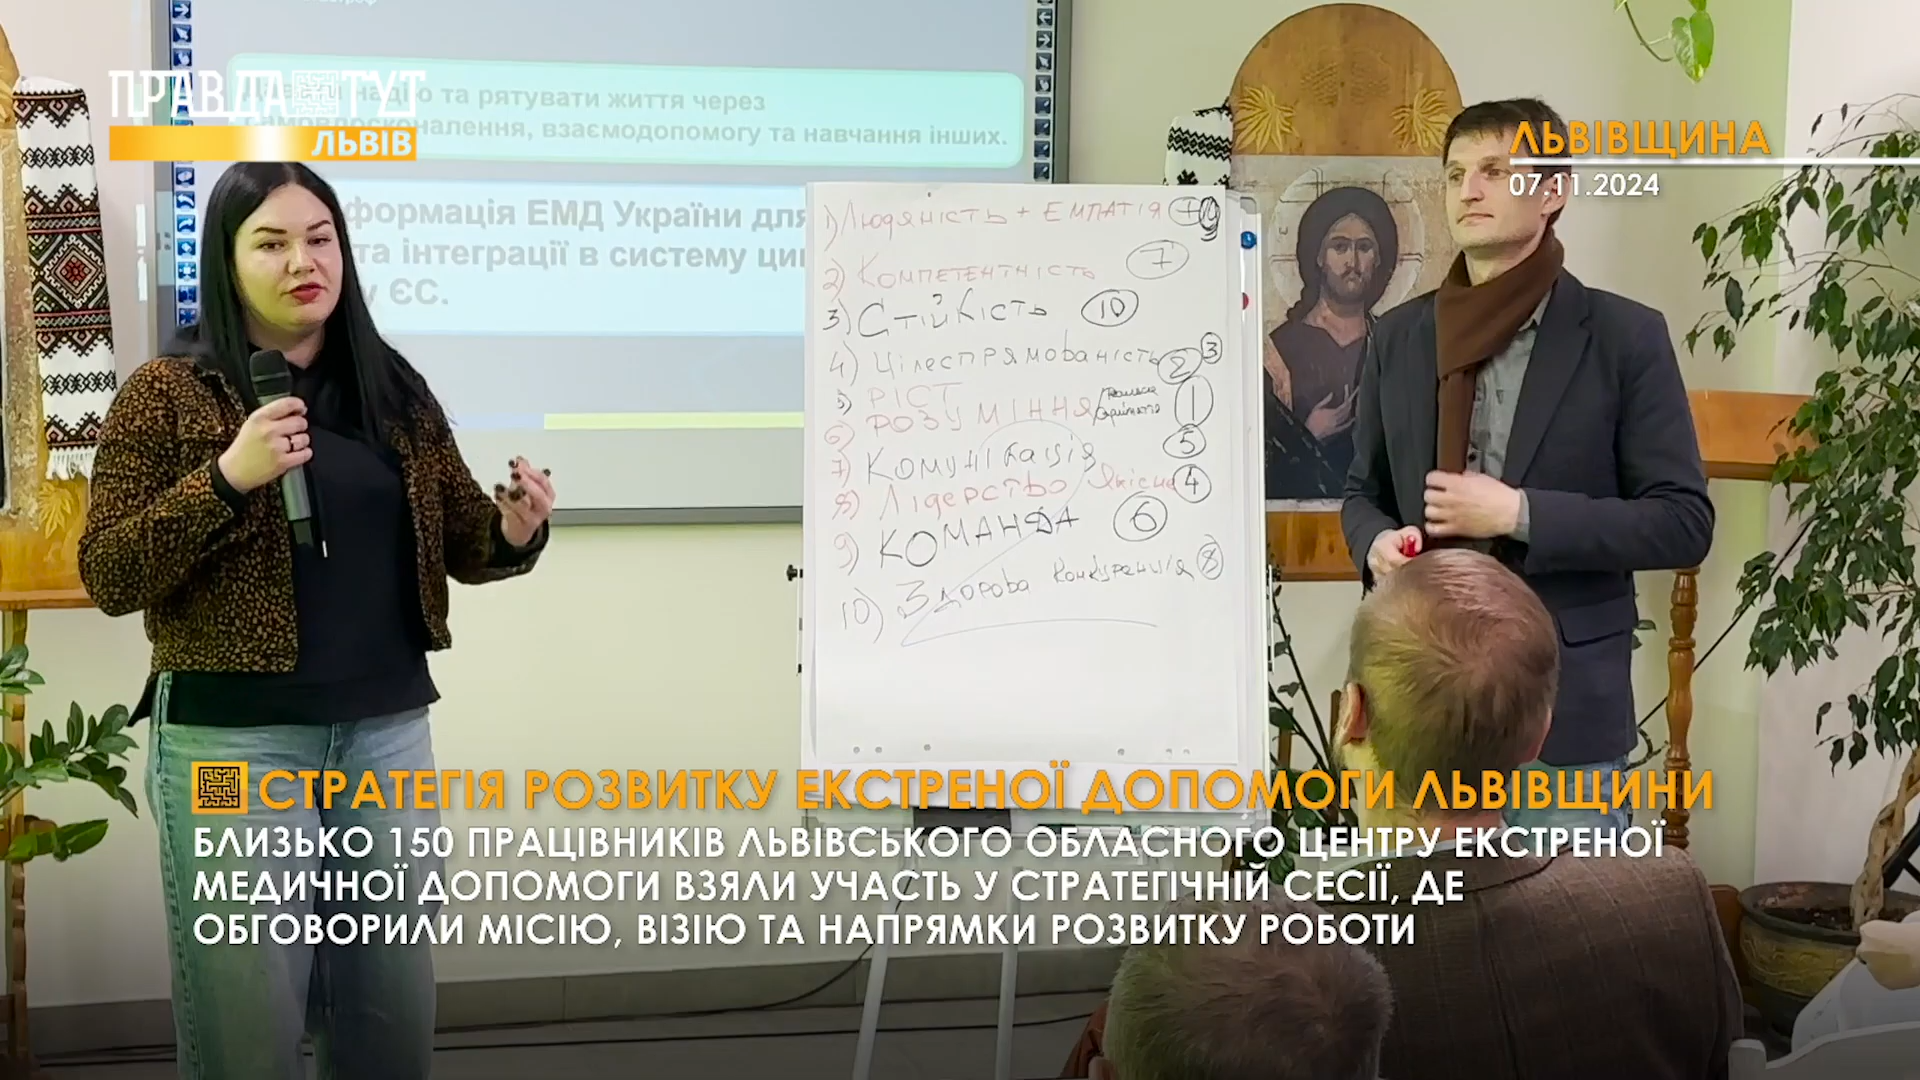 ПРАВДА ТУТ
ЛЬВІВ
надію та рятувати життя через
взаємодопомогу та навчання інших.
формація ЕМД України для
та інтеграції в систему
ЄС.
ЛЬВІВЩИНА
07.11.2024
1) Людяність + ЕМПАТІЯ
2) Компетентність 7
3) Стійкість 10
4) Цілеспрямованість 2 3
5) РІСТ
6) РОЗУМІННЯ 1
7) Комунікація 5
8) Лідерство Якісне 4
9) КОМАНДА 6
10) Здорова конкуренція 8
СТРАТЕГІЯ РОЗВИТКУ ЕКСТРЕНОЇ ДОПОМОГИ ЛЬВІВЩИНИ
БЛИЗЬКО 150 ПРАЦІВНИКІВ ЛЬВІВСЬКОГО ОБЛАСНОГО ЦЕНТРУ ЕКСТРЕНОЇ
МЕДИЧНОЇ ДОПОМОГИ ВЗЯЛИ УЧАСТЬ У СТРАТЕГІЧНІЙ СЕСІЇ, ДЕ
ОБГОВОРИЛИ МІСІЮ, ВІЗІЮ ТА НАПРЯМКИ РОЗВИТКУ РОБОТИ